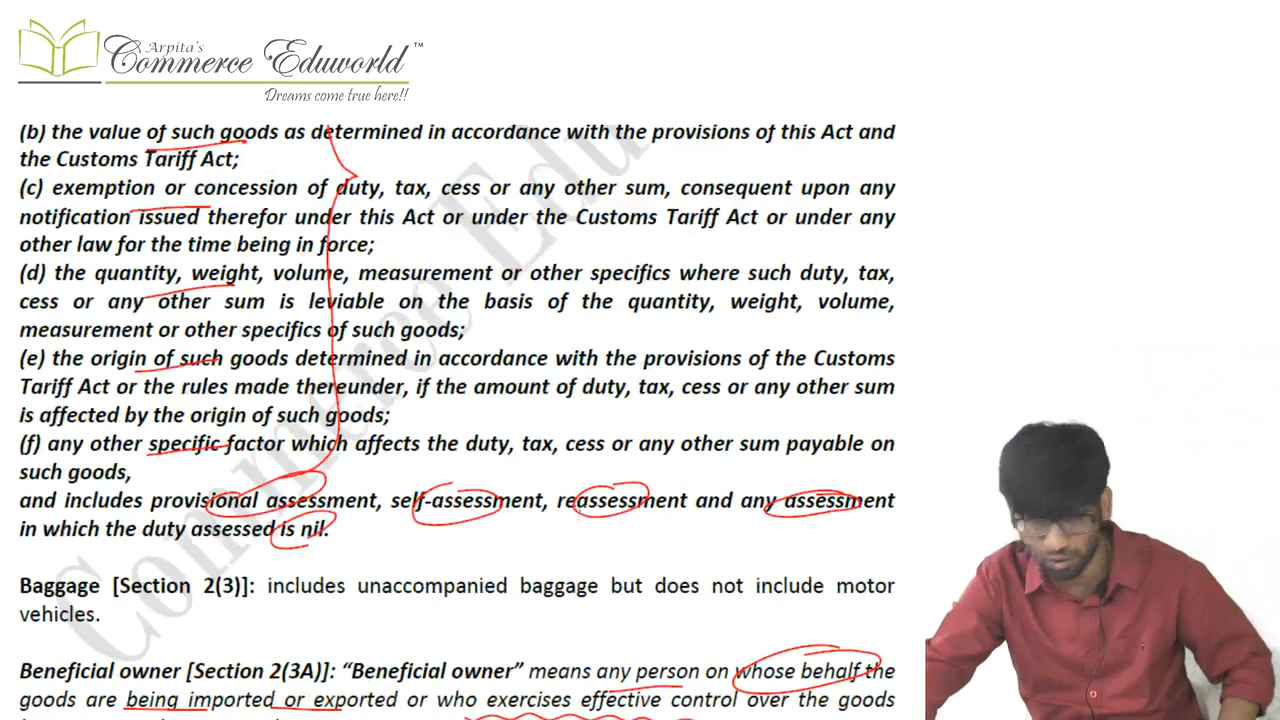 Arpita's
Commerce Eduworld™
Dreams come true here!!
(b) the value of such goods as determined in accordance with the provisions of this Act and
the Customs Tariff Act;
(c) exemption or concession of duty, tax, cess or any other sum, consequent upon any
notification issued therefor under this Act or under the Customs Tariff Act or under any
other law for the time being in force;
(d) the quantity, weight, volume, measurement or other specifics where such duty, tax,
cess or any other sum is leviable on the basis of the quantity, weight, volume,
measurement or other specifics of such goods;
(e) the origin of such goods determined in accordance with the provisions of the Customs
Tariff Act or the rules made thereunder, if the amount of duty, tax, cess or any other sum
is affected by the origin of such goods;
(f) any other specific factor which affects the duty, tax, cess or any other sum payable on
such goods,
and includes provisional assessment, self-assessment, reassessment and any assessment
in which the duty assessed is nil.
Baggage [Section 2(3)]: includes unaccompanied baggage but does not include motor
vehicles.
Beneficial owner [Section 2(3A)]: “Beneficial owner” means any person on whose behalf the
goods are being imported or exported or who exercises effective control over the goods
Commerce Edu